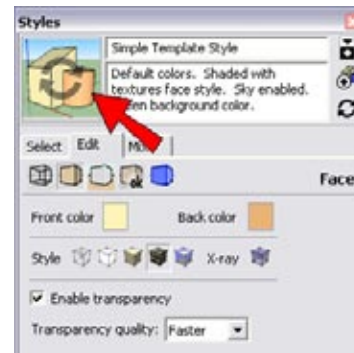 Styles
Simple Template Style
Default colors. Shaded with
textures face style. Sky enabled.
background color.
Select Edit
Face
Front color Back color
Style X-ray
Enable transparency
Transparency quality: Faster